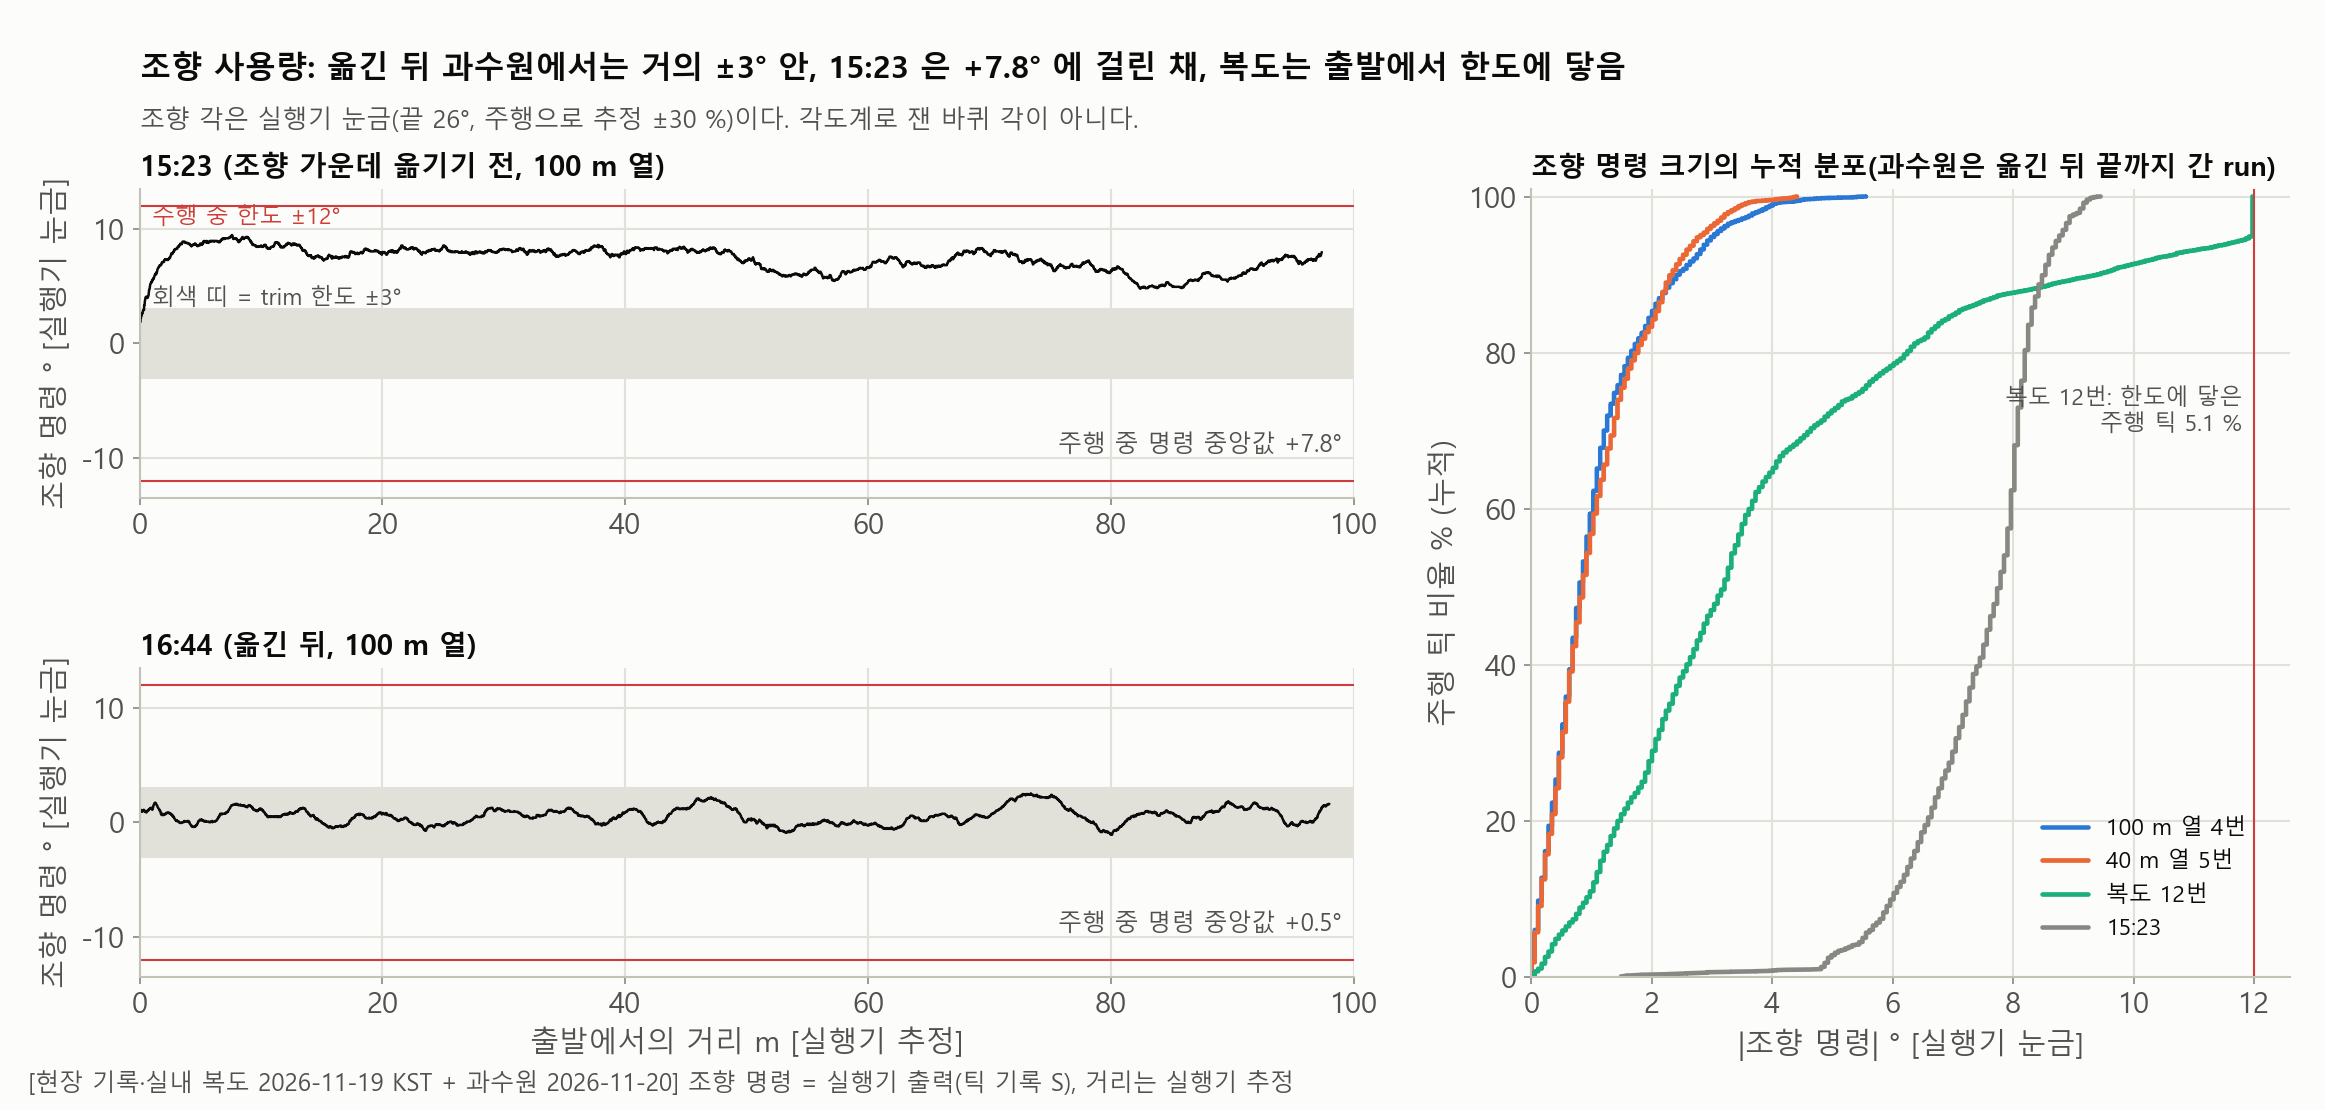 조향 사용량: 옮긴 뒤 과수원에서는 거의 ±3° 안, 15:23 은 +7.8° 에 걸린 채, 복도는 출발에서 한도에 닿음
조향 각은 실행기 눈금(끝 26°, 주행으로 추정 ±30 %)이다. 각도계로 잰 바퀴 각이 아니다.
15:23 (조향 가운데 옮기기 전, 100 m 열)
조향 명령 ° [실행기 눈금]
10
0
-10
수행 중 한도 ±12°
회색 띠 = trim 한도 ±3°
주행 중 명령 중앙값 +7.8°
0 20 40 60 80 100
16:44 (옮긴 뒤, 100 m 열)
조향 명령 ° [실행기 눈금]
10
0
-10
주행 중 명령 중앙값 +0.5°
0 20 40 60 80 100
출발에서의 거리 m [실행기 추정]
조향 명령 크기의 누적 분포(과수원은 옮긴 뒤 끝까지 간 run)
주행 틱 비율 % (누적)
100
80
60
40
20
0
복도 12번: 한도에 닿은
주행 틱 5.1 %
100 m 열 4번
40 m 열 5번
복도 12번
15:23
0 2 4 6 8 10 12
|조향 명령| ° [실행기 눈금]
[현장 기록·실내 복도 2026-11-19 KST + 과수원 2026-11-20] 조향 명령 = 실행기 출력(틱 기록 S), 거리는 실행기 추정